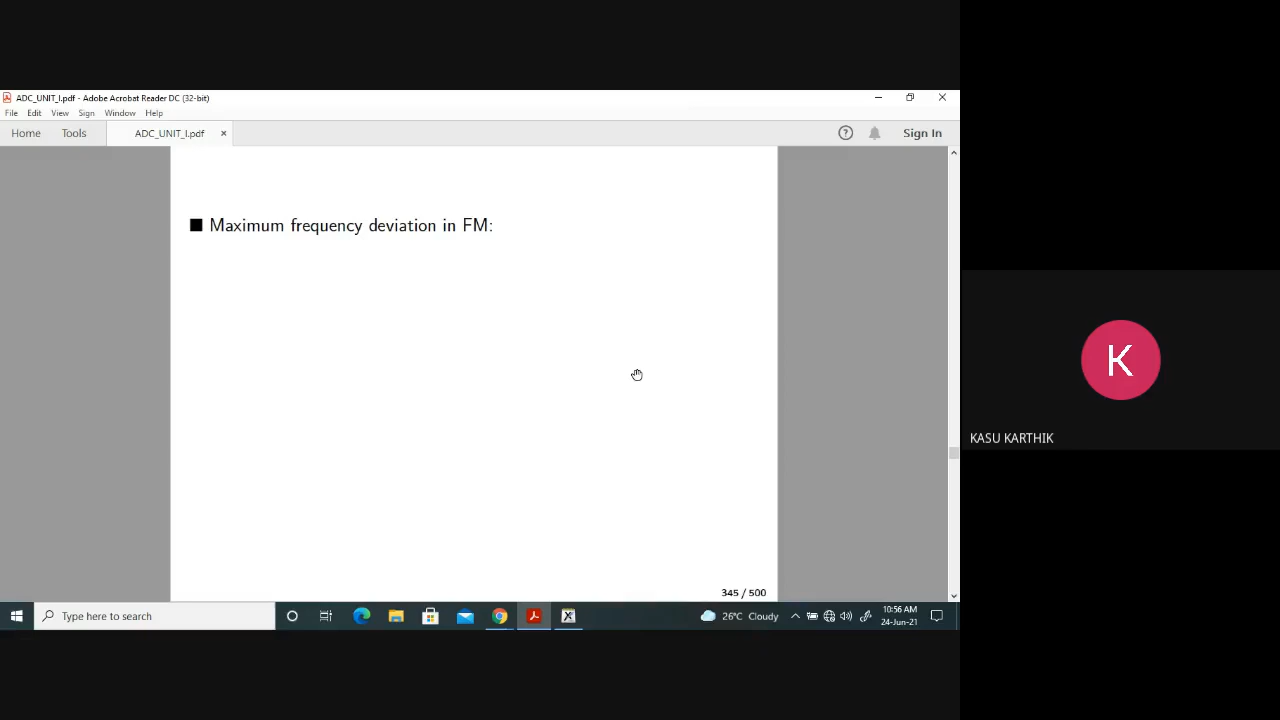 ADC_UNIT_I.pdf - Adobe Acrobat Reader DC (32-bit)
File Edit View Sign Window Help
Home Tools ADC_UNIT_I.pdf × Sign In
■ Maximum frequency deviation in FM:
K
KASU KARTHIK
345 / 500
Type here to search
26°C Cloudy
10:56 AM
24-Jun-21